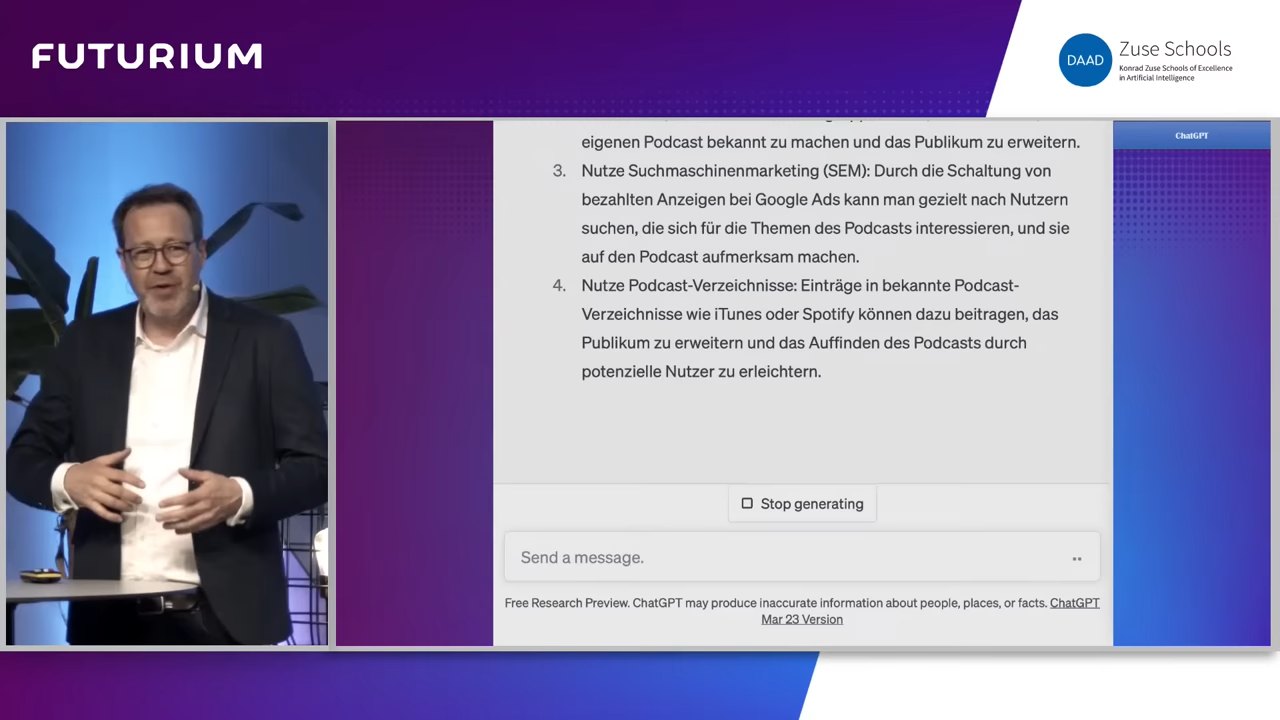 FUTURIUM
DAAD
Zuse Schools
Konrad Zuse Schools of Excellence
in Artificial Intelligence
ChatGPT
eigenen Podcast bekannt zu machen und das Publikum zu erweitern.
3. Nutze Suchmaschinenmarketing (SEM): Durch die Schaltung von
bezahlten Anzeigen bei Google Ads kann man gezielt nach Nutzern
suchen, die sich für die Themen des Podcasts interessieren, und sie
auf den Podcast aufmerksam machen.
4. Nutze Podcast-Verzeichnisse: Einträge in bekannte Podcast-
Verzeichnisse wie iTunes oder Spotify können dazu beitragen, das
Publikum zu erweitern und das Auffinden des Podcasts durch
potenzielle Nutzer zu erleichtern.
Stop generating
Send a message.
Free Research Preview. ChatGPT may produce inaccurate information about people, places, or facts. ChatGPT
Mar 23 Version